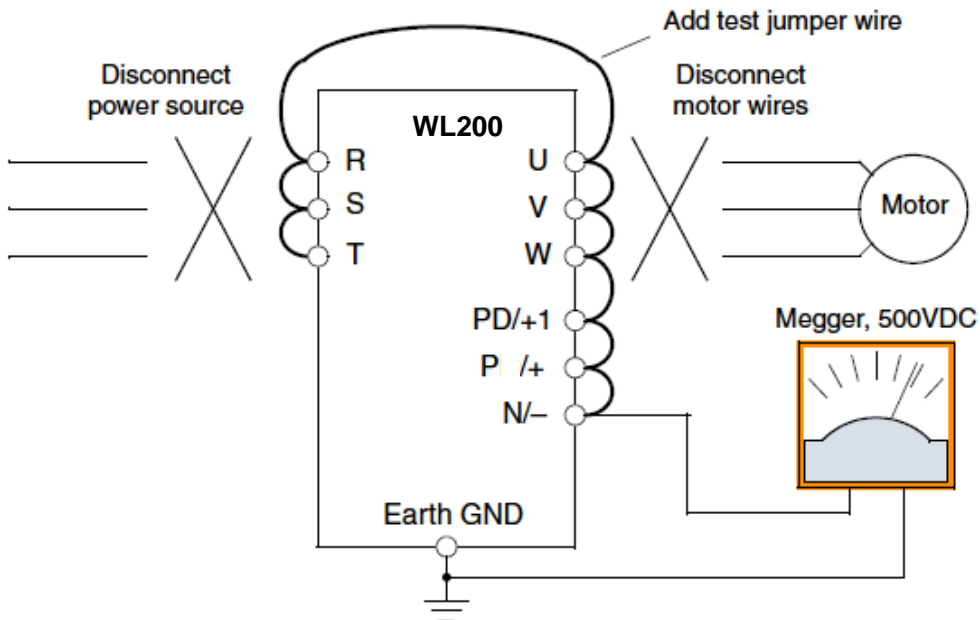 Add test jumper wire
Disconnect
power source
Disconnect
motor wires
WL200
R
U
S
V
Motor
T
W
PD/+1
Megger, 500VDC
P /+
N/–
Earth GND